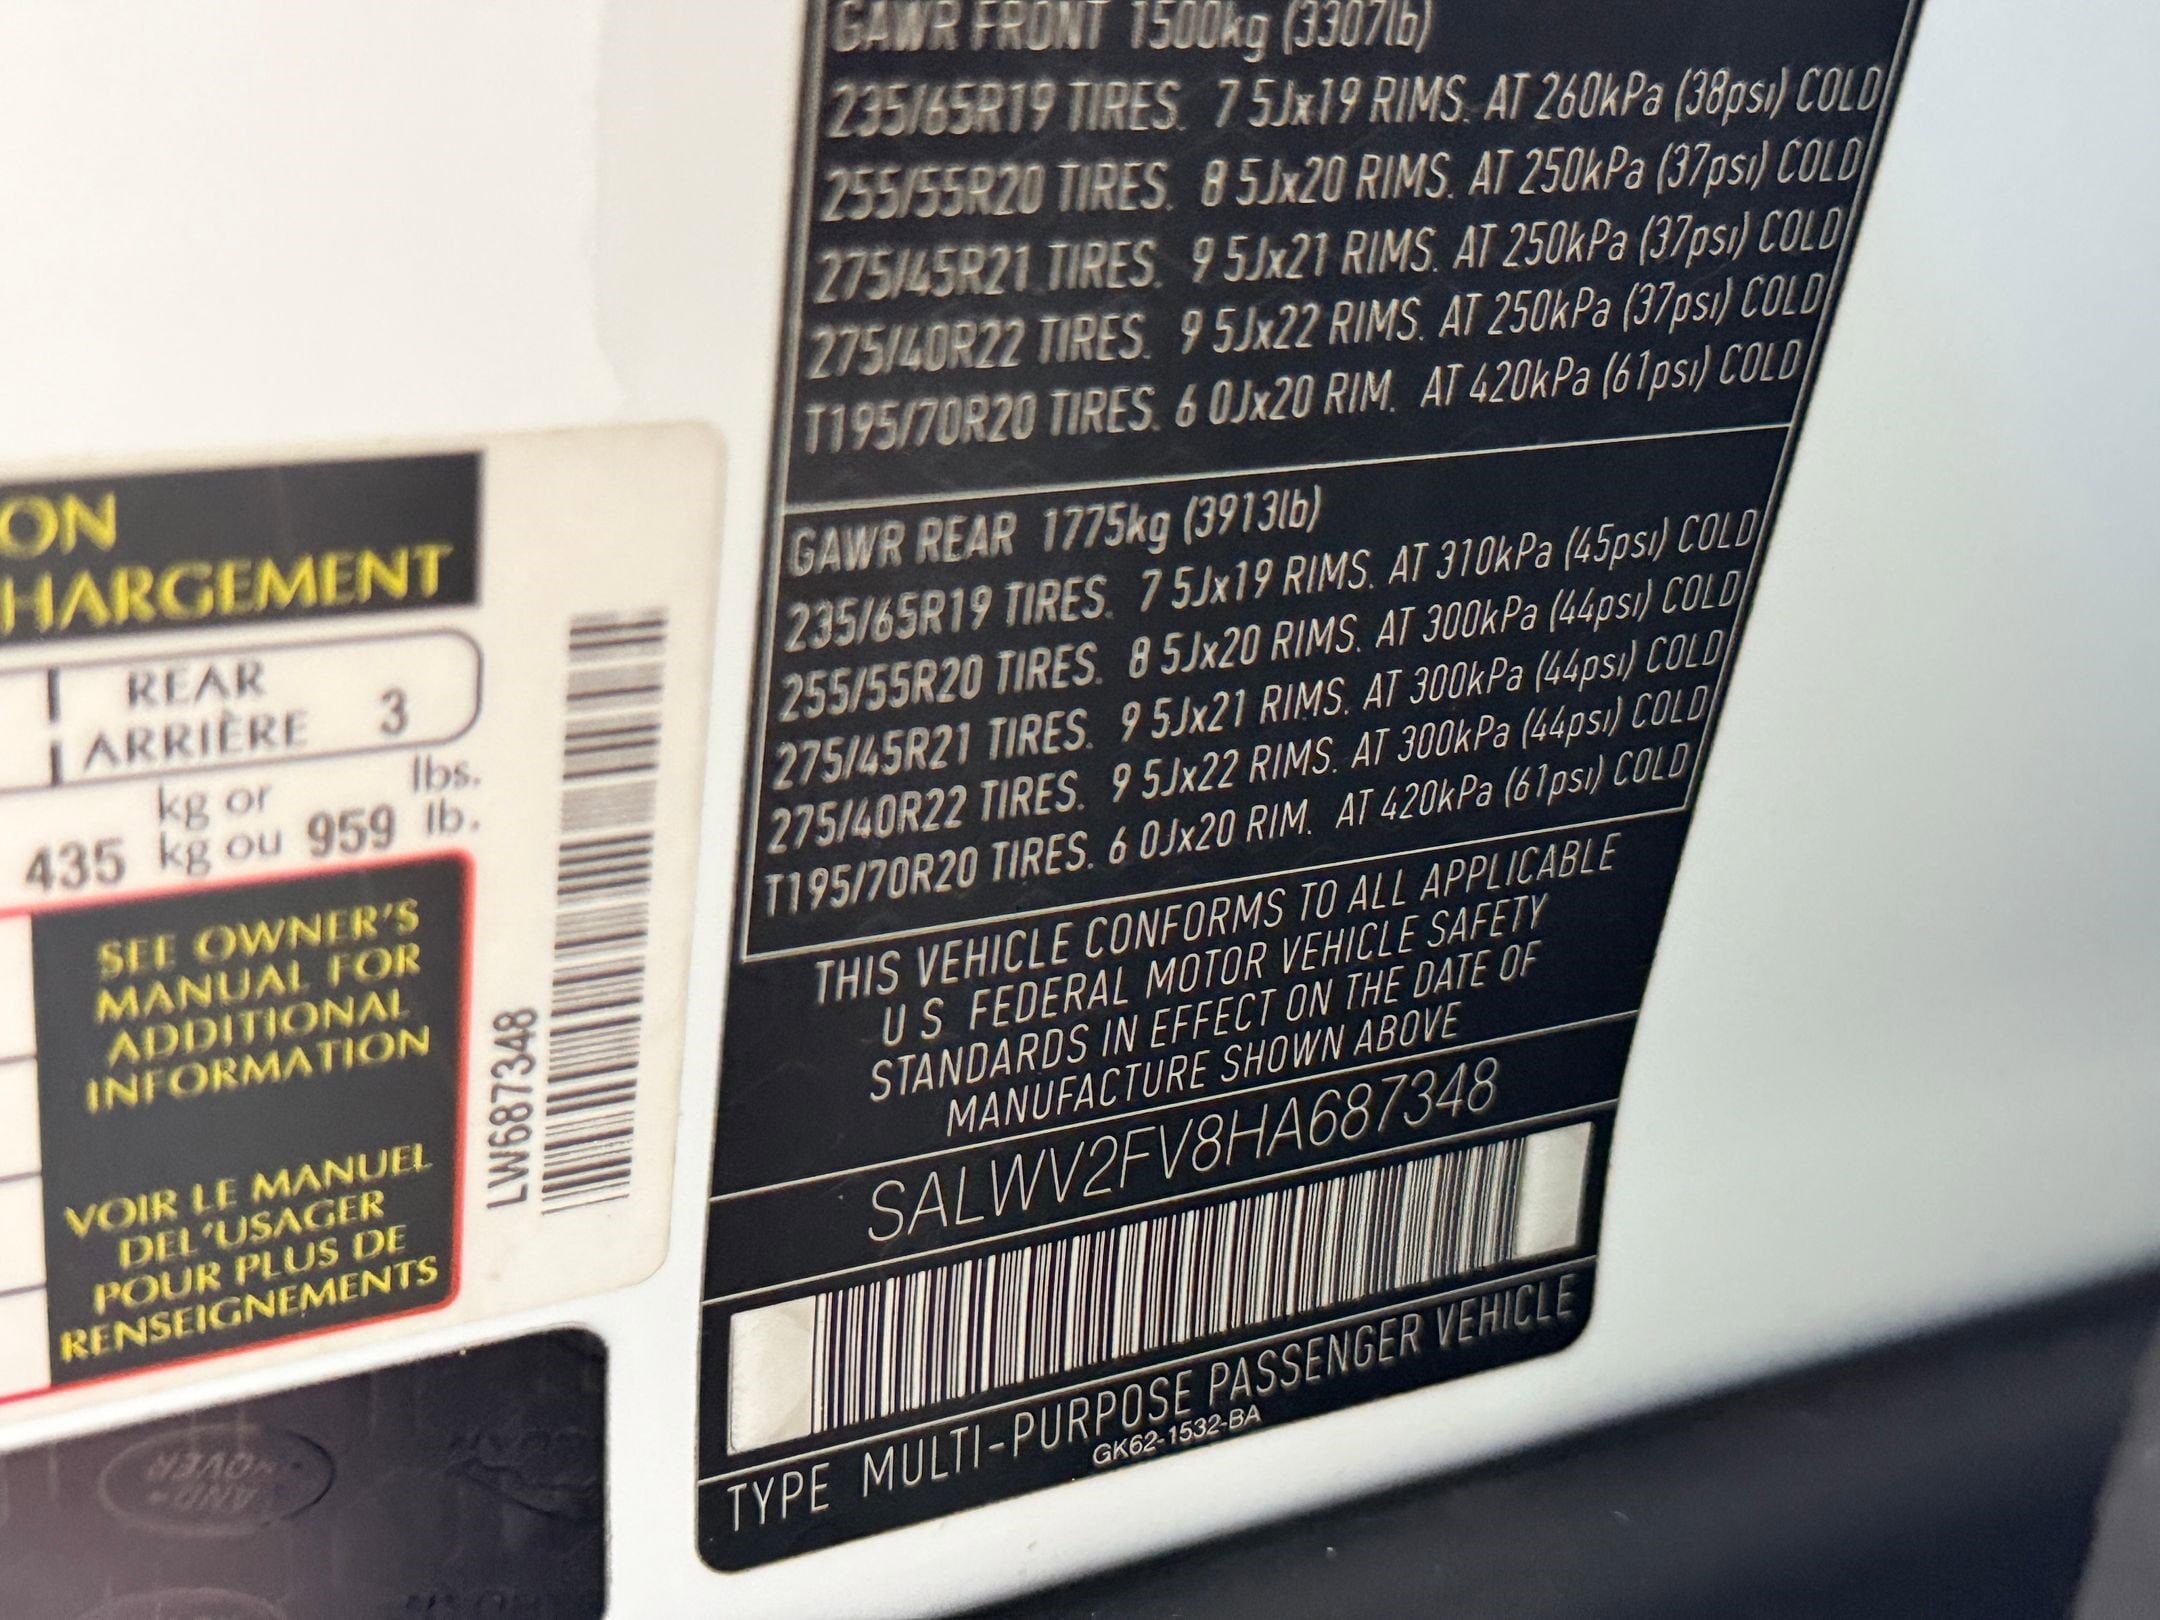 GAWR FRONT 1500kg (3307lb)
235/65R19 TIRES. 7 5Jx19 RIMS. AT 260kPa (38psi) COLD
255/55R20 TIRES. 8 5Jx20 RIMS. AT 250kPa (37psi) COLD
275/45R21 TIRES. 9 5Jx21 RIMS. AT 250kPa (37psi) COLD
275/40R22 TIRES. 9 5Jx22 RIMS. AT 250kPa (37psi) COLD
T195/70R20 TIRES. 6 0Jx20 RIM. AT 420kPa (61psi) COLD
GAWR REAR 1775kg (3913lb)
235/65R19 TIRES. 7 5Jx19 RIMS. AT 310kPa (45psi) COLD
255/55R20 TIRES. 8 5Jx20 RIMS. AT 300kPa (44psi) COLD
275/45R21 TIRES. 9 5Jx21 RIMS. AT 300kPa (44psi) COLD
275/40R22 TIRES. 9 5Jx22 RIMS. AT 300kPa (44psi) COLD
T195/70R20 TIRES. 6 0Jx20 RIM. AT 420kPa (61psi) COLD
THIS VEHICLE CONFORMS TO ALL APPLICABLE
U S FEDERAL MOTOR VEHICLE SAFETY
STANDARDS IN EFFECT ON THE DATE OF
MANUFACTURE SHOWN ABOVE
SALWV2FV8HA687348
TYPE MULTI-PURPOSE PASSENGER VEHICLE
GK62-1532-BA
ON
HARGEMENT
REAR
ARRIÈRE 3
kg or lbs.
435 kg ou 959 lb.
SEE OWNER'S
MANUAL FOR
ADDITIONAL
INFORMATION
VOIR LE MANUEL
DEL'USAGER
POUR PLUS DE
RENSEIGNEMENTS
LW687348
LAND-
ROVER